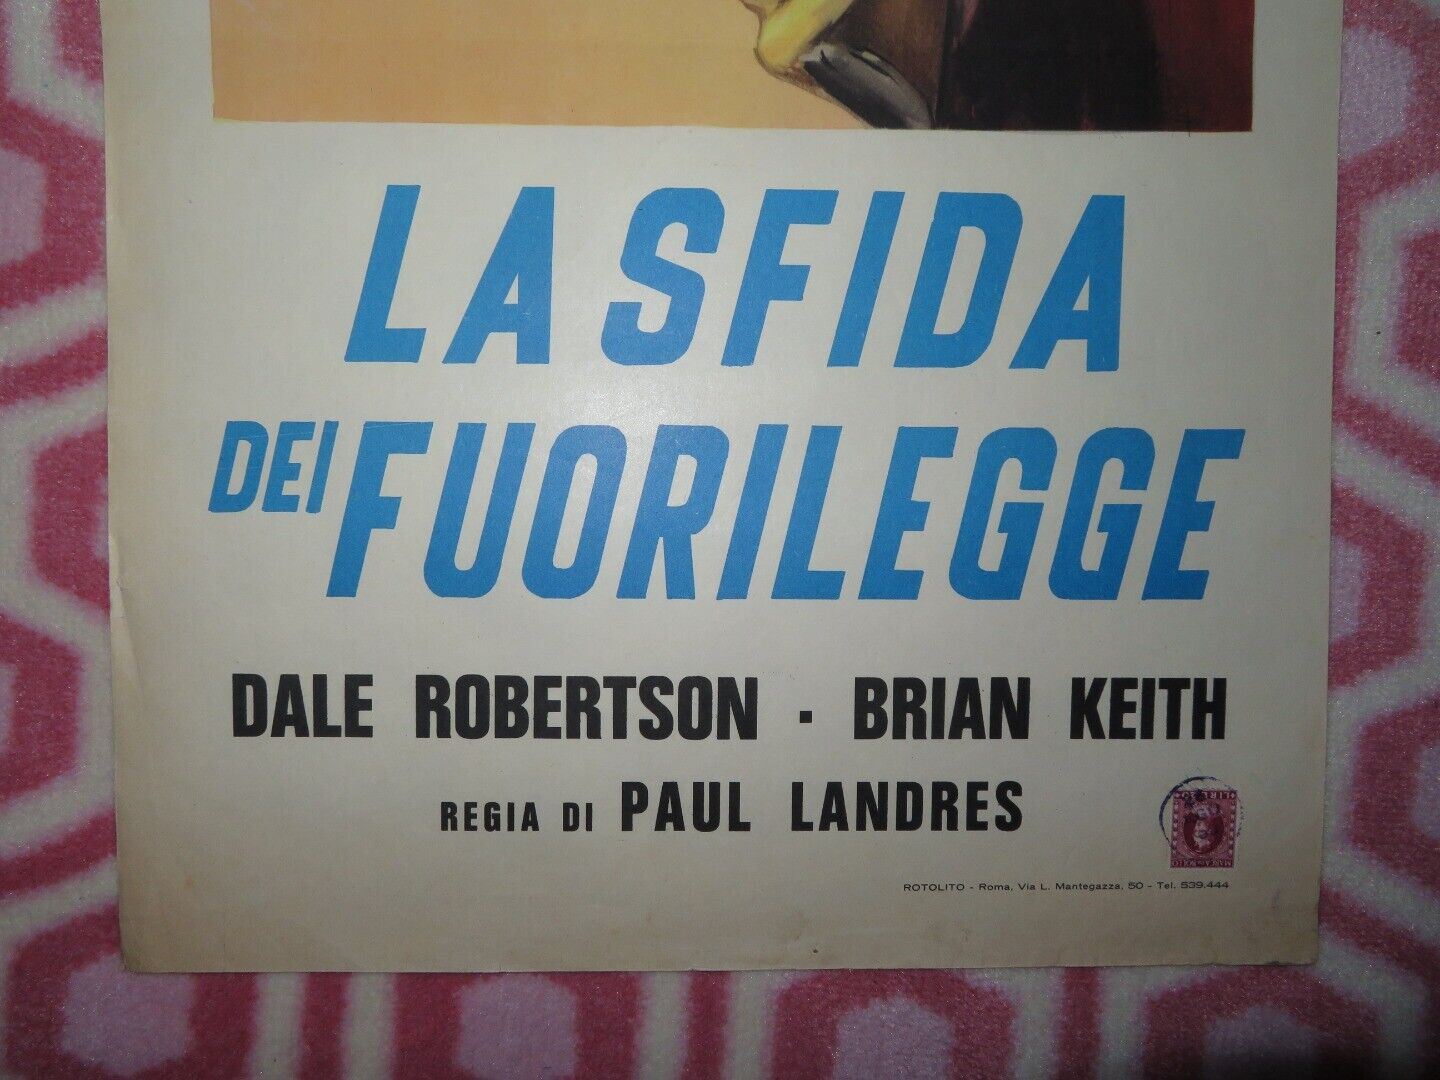 LA SFIDA
DEI FUORILEGGE
DALE ROBERTSON · BRIAN KEITH
REGIA DI PAUL LANDRES
LIRE
ROTOLITO - Roma, Via L. Mantegazza, 50 - Tel. 539.444